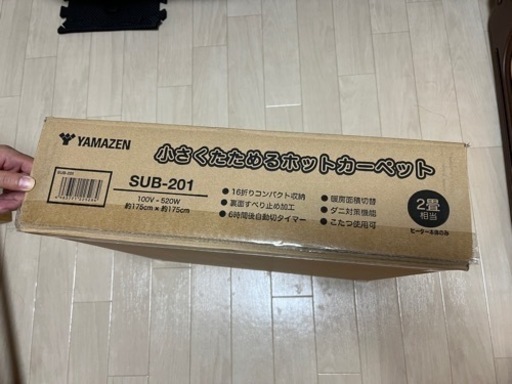 YAMAZEN
小さくたためるホットカーペット
SUB-201
SUB-201
100V - 520W
約175cm×約175cm
●16折りコンパクト収納
●裏面すべり止め加工
●6時間後自動切タイマー
●暖房面積切替
●ダニ対策機能
●こたつ使用可
2畳
相当
ヒーター本体のみ